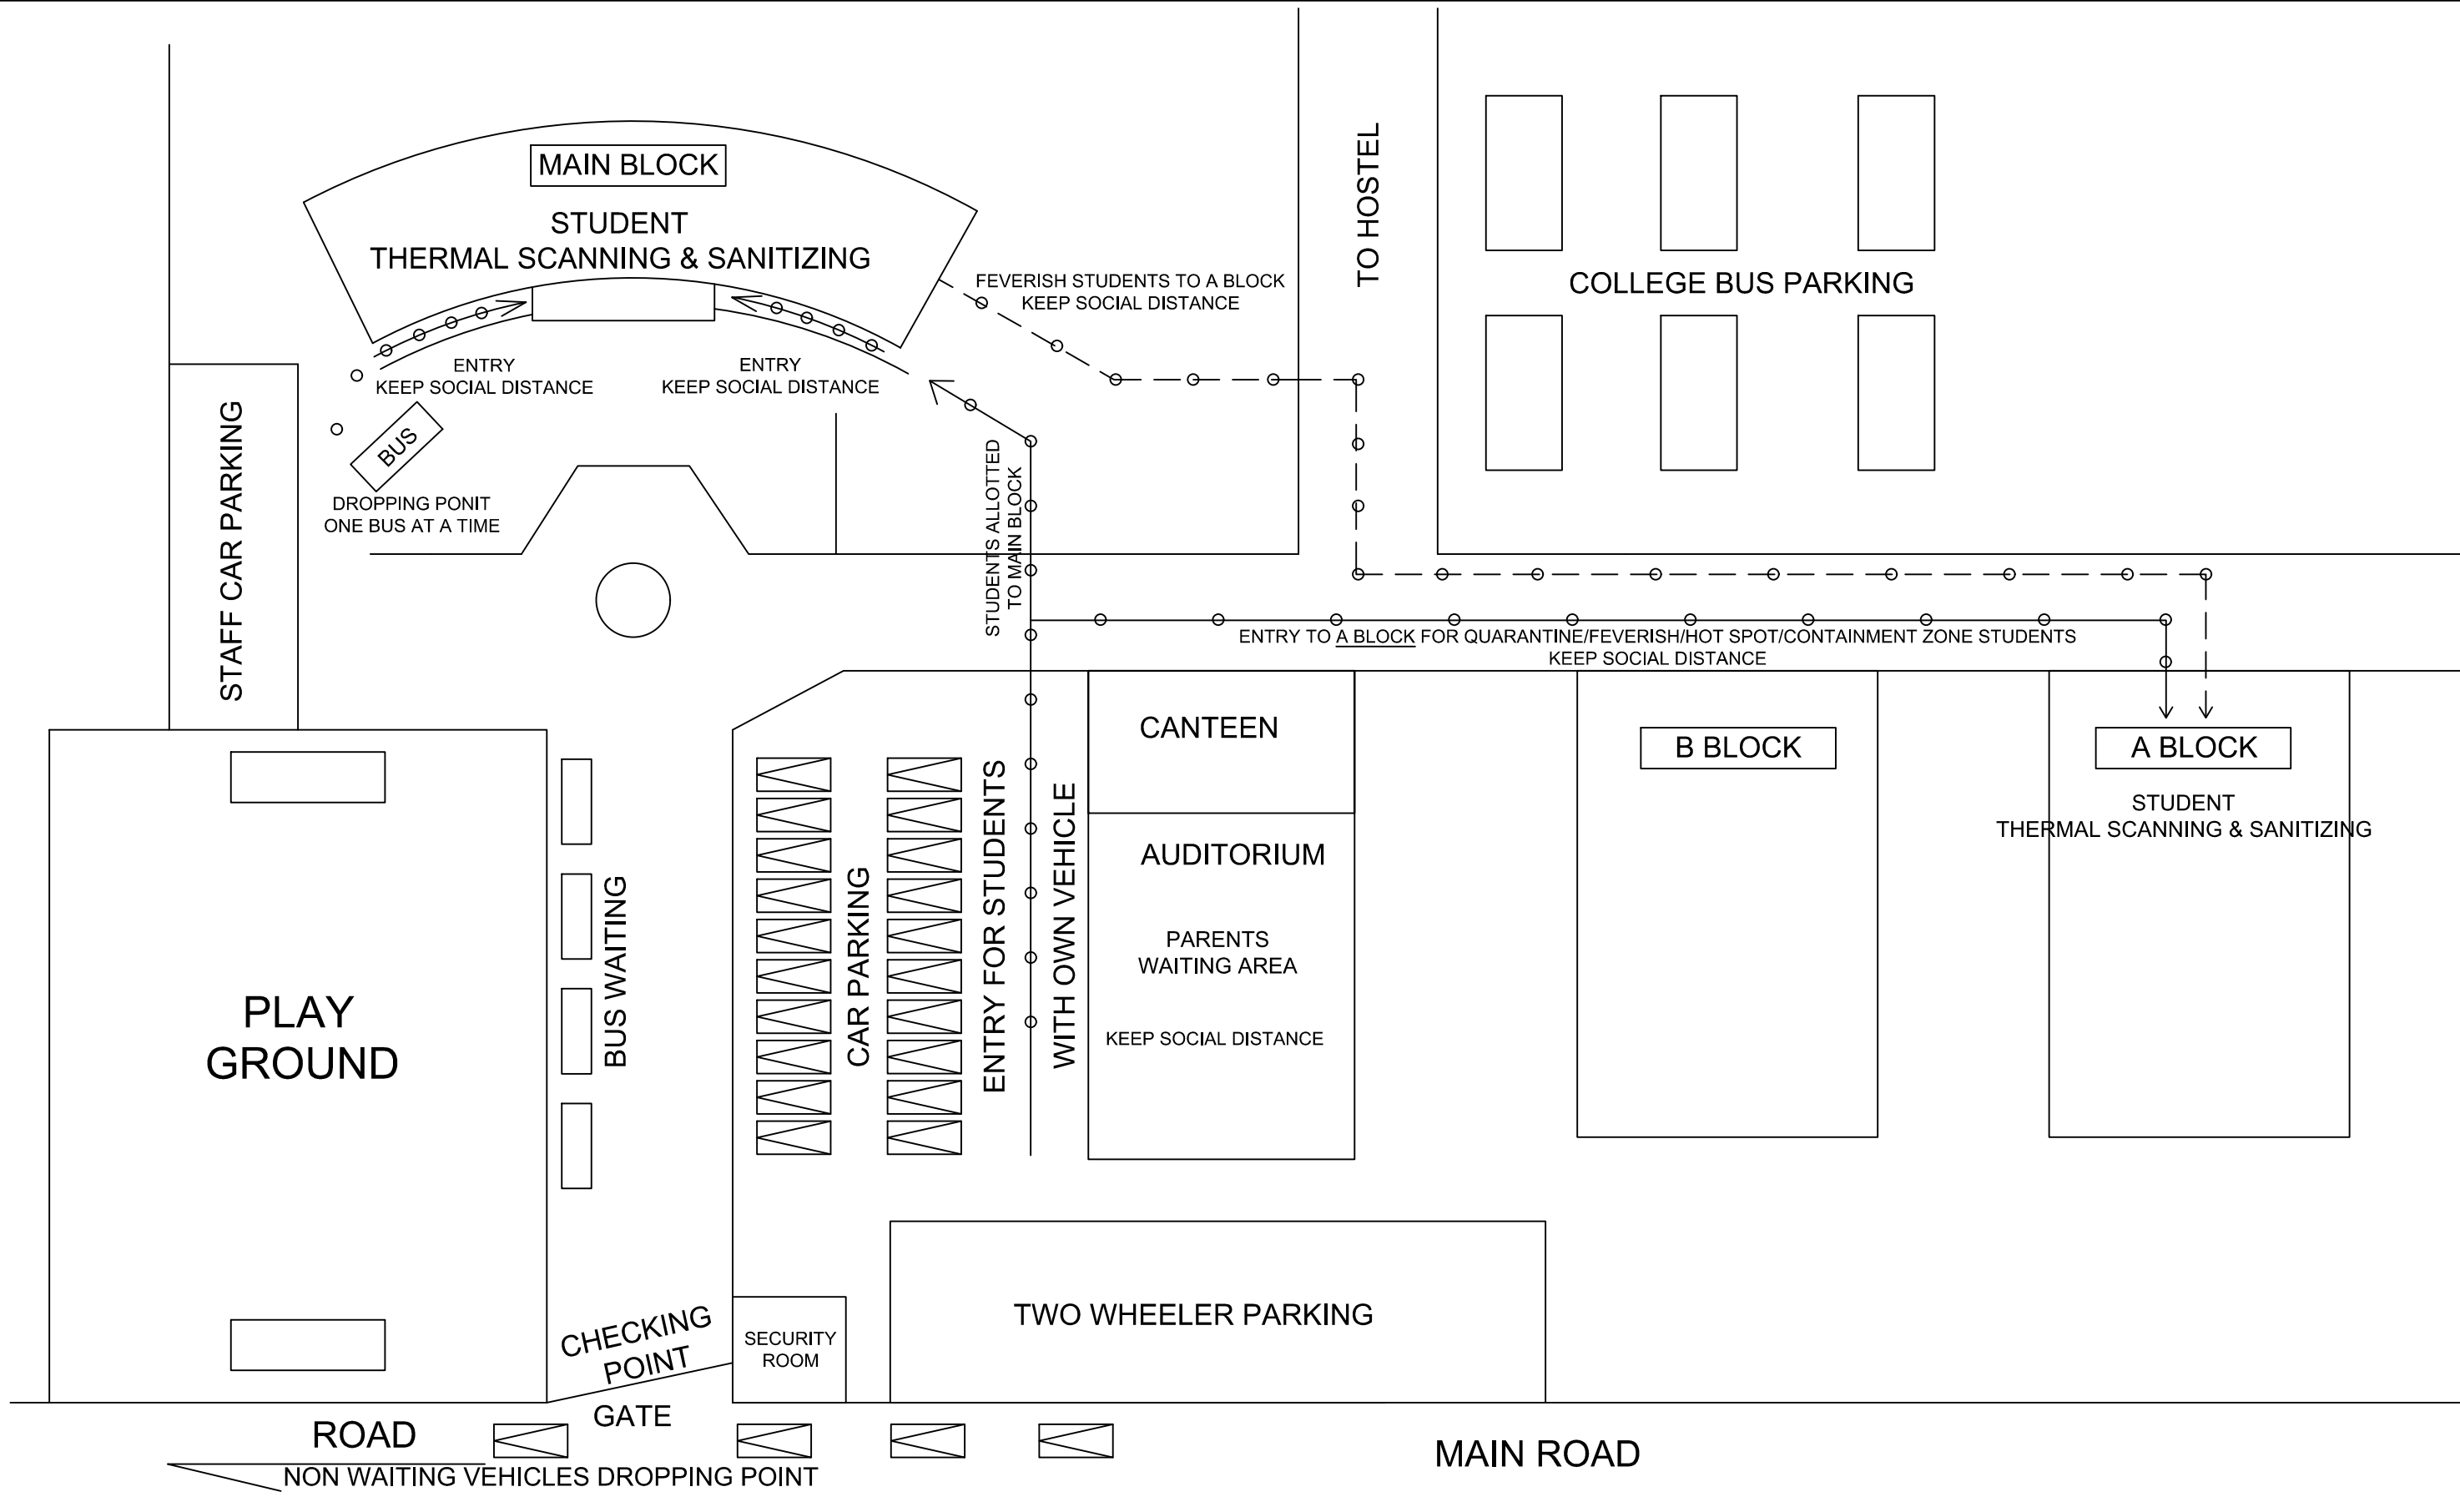 MAIN BLOCK
STUDENT
THERMAL SCANNING & SANITIZING
FEVERISH STUDENTS TO A BLOCK
KEEP SOCIAL DISTANCE
TO HOSTEL
COLLEGE BUS PARKING
ENTRY
KEEP SOCIAL DISTANCE
ENTRY
KEEP SOCIAL DISTANCE
BUS
DROPPING PONIT
ONE BUS AT A TIME
STAFF CAR PARKING
STUDENTS ALLOTTED
TO MAIN BLOCK
ENTRY TO A BLOCK FOR QUARANTINE/FEVERISH/HOT SPOT/CONTAINMENT ZONE STUDENTS
KEEP SOCIAL DISTANCE
CANTEEN
B BLOCK
A BLOCK
STUDENT
THERMAL SCANNING & SANITIZING
AUDITORIUM
PARENTS
WAITING AREA
KEEP SOCIAL DISTANCE
PLAY
GROUND
BUS WAITING
CAR PARKING
ENTRY FOR STUDENTS
WITH OWN VEHICLE
TWO WHEELER PARKING
CHECKING
POINT
SECURITY
ROOM
GATE
ROAD
NON WAITING VEHICLES DROPPING POINT
MAIN ROAD